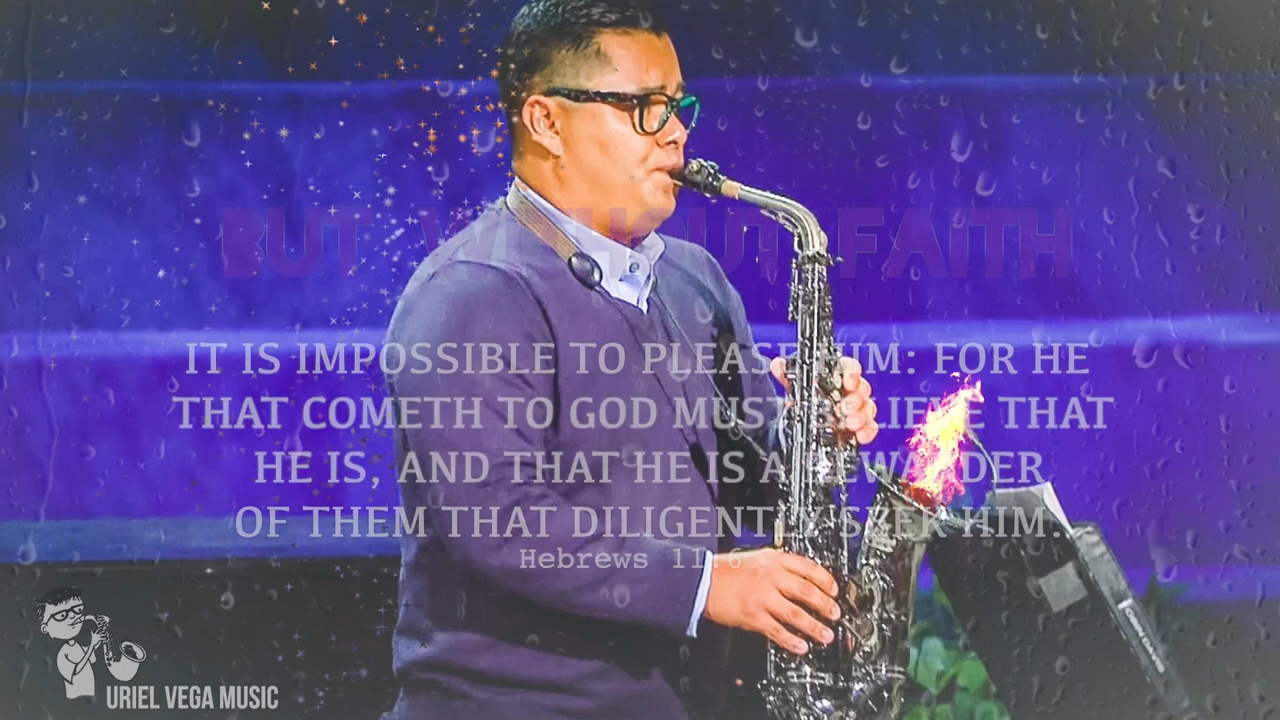 BUT WITHOUT FAITH
IT IS IMPOSSIBLE TO PLEASE HIM: FOR HE
THAT COMETH TO GOD MUST BELIEVE THAT
HE IS, AND THAT HE IS A REWARDER
OF THEM THAT DILIGENTLY SEEK HIM.
Hebrews 11:6
URIEL VEGA MUSIC